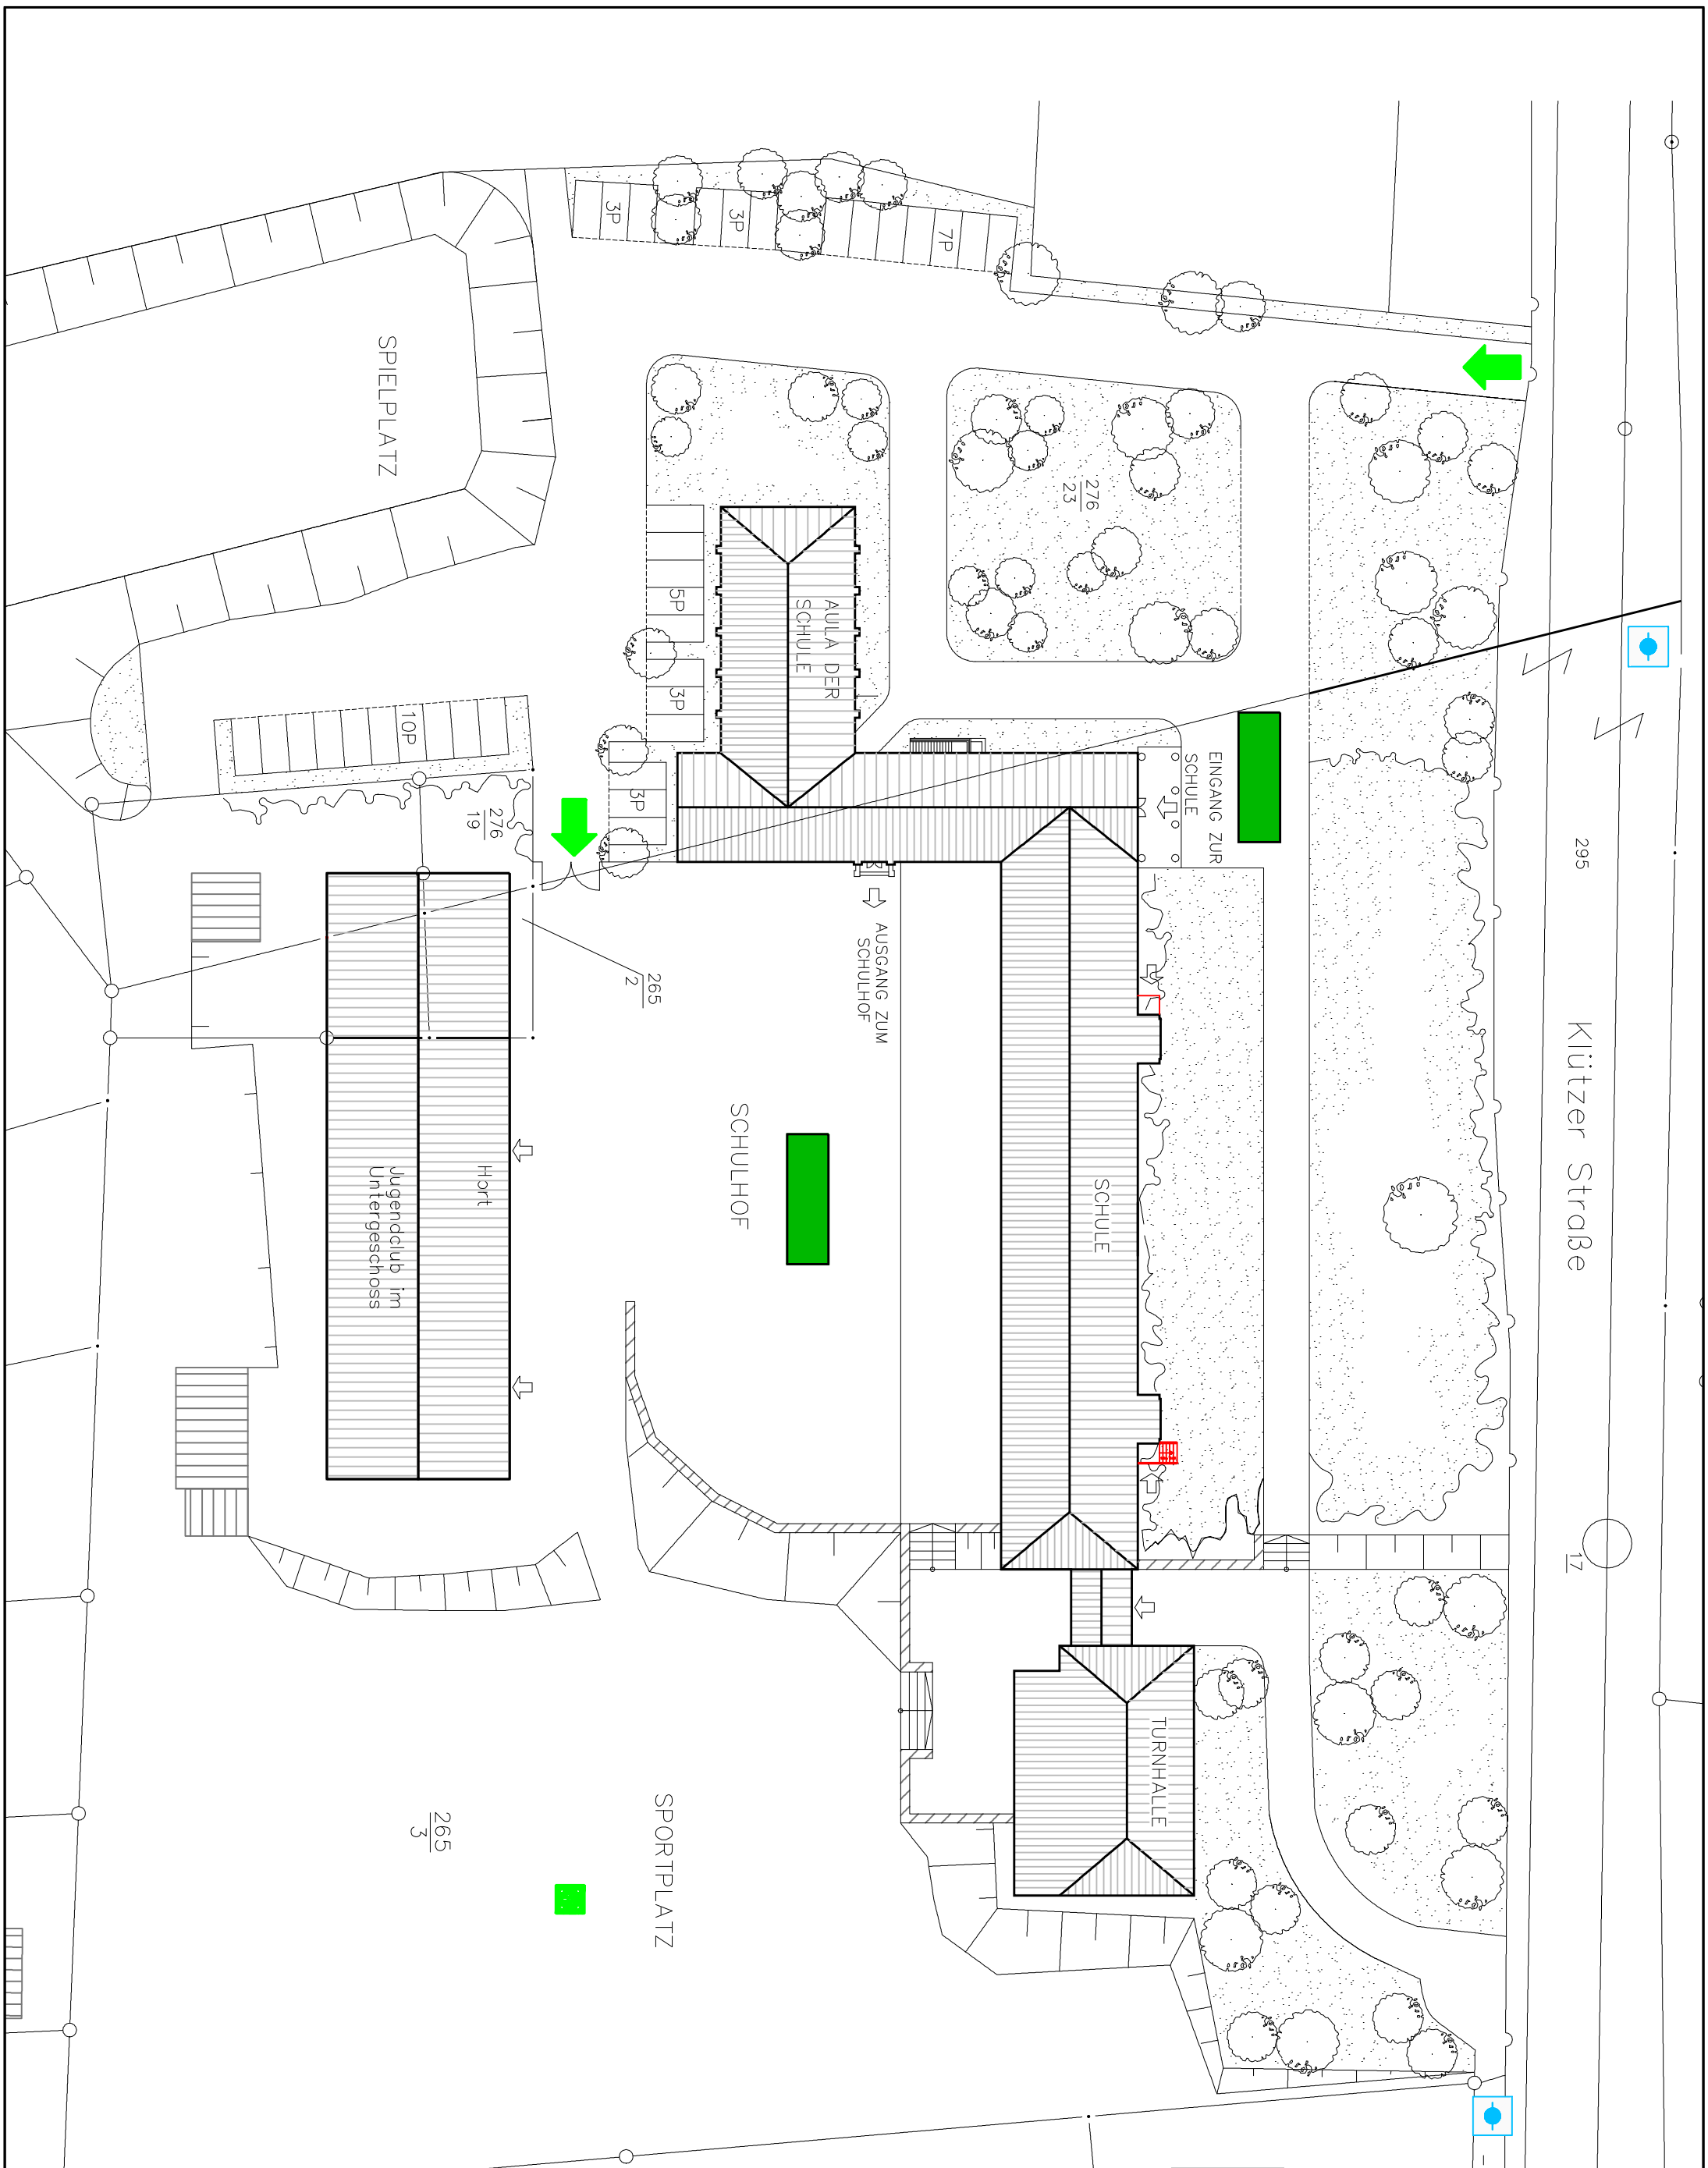 Klützer Straße
295
17
EINGANG ZUR
SCHULE
276
23
7P
3P
3P
AULA DER
SCHULE
5P
3P
3P
10P
SPIELPLATZ
276
19
265
2
AUSGANG ZUM
SCHULHOF
SCHULE
SCHULHOF
Hort
Jugendclub im
Untergeschoss
TURNHALLE
SPORTPLATZ
265
3